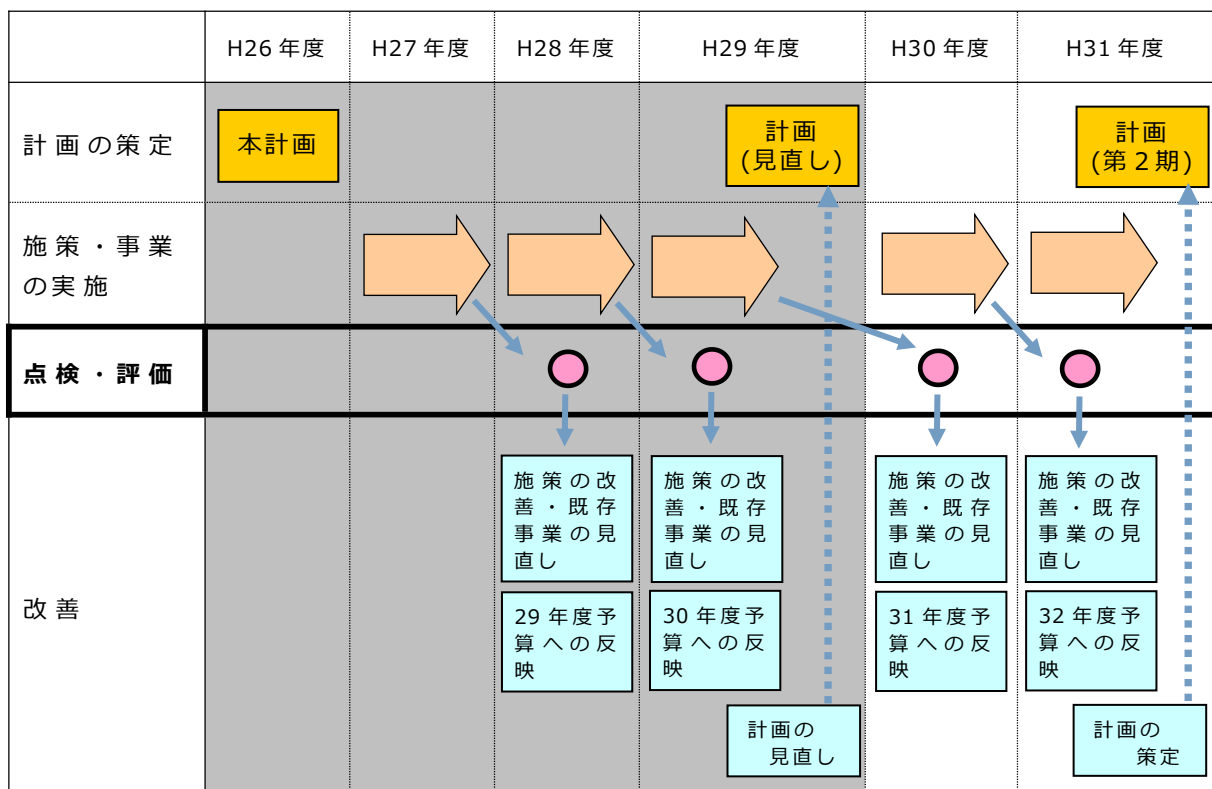 H26年度
H27年度
H28年度
H29年度
H30年度
H31年度
計画の策定
本計画
計画
(見直し)
計画
(第2期)
施策・事業
の実施
点検・評価
改善
施策の改
善・既存
事業の見
直し
施策の改
善・既存
事業の見
直し
施策の改
善・既存
事業の見
直し
施策の改
善・既存
事業の見
直し
29年度予
算への反
映
30年度予
算への反
映
31年度予
算への反
映
32年度予
算への反
映
計画の
見直し
計画の
策定